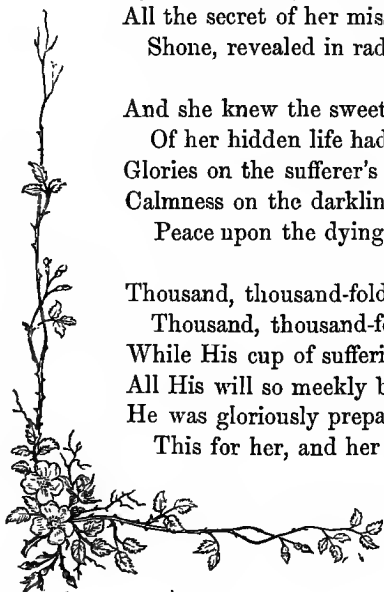 All the secret of her mis
Shone, revealed in rad
And she knew the sweet
Of her hidden life had
Glories on the sufferer's
Calmness on the darklin
Peace upon the dying
Thousand, thousand-fold
Thousand, thousand-f
While His cup of sufferi
All His will so meekly b
He was gloriously prepa
This for her, and her